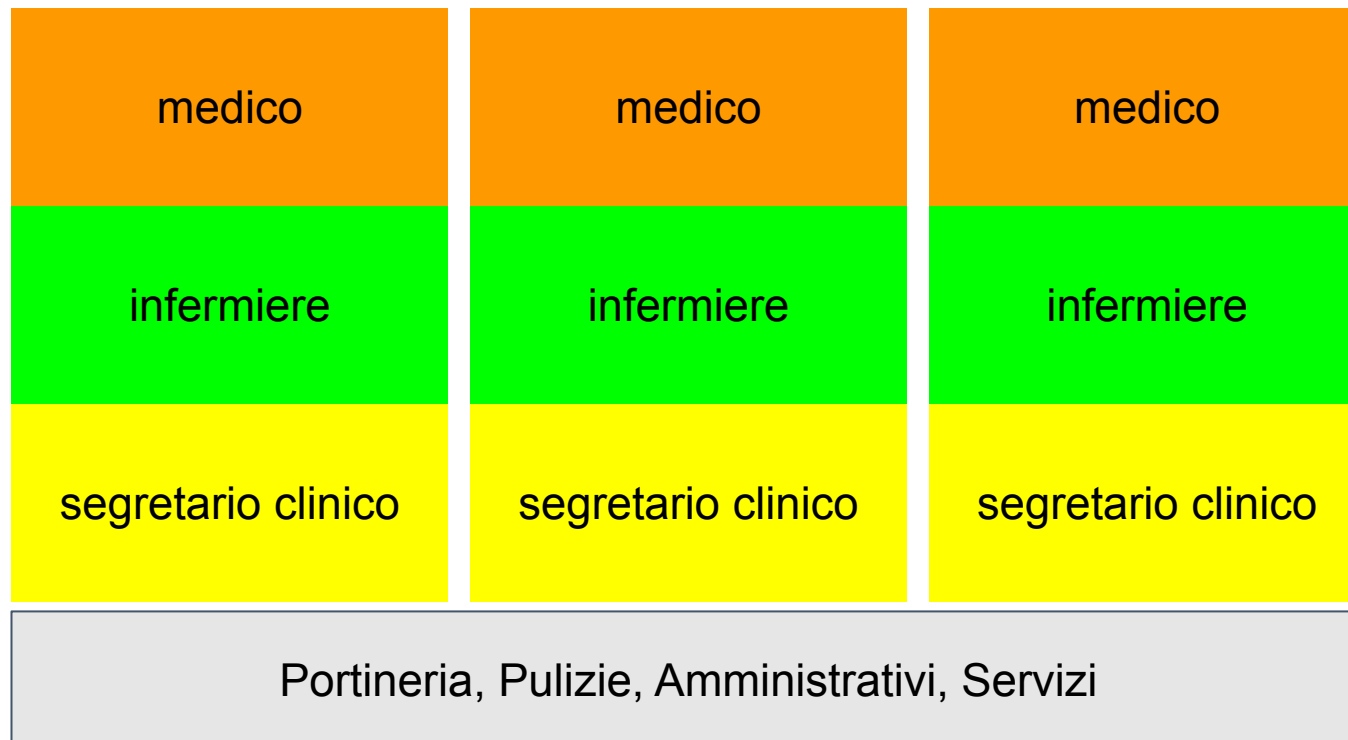 medico
medico
medico
infermiere
infermiere
infermiere
segretario clinico
segretario clinico
segretario clinico
Portineria, Pulizie, Amministrativi, Servizi